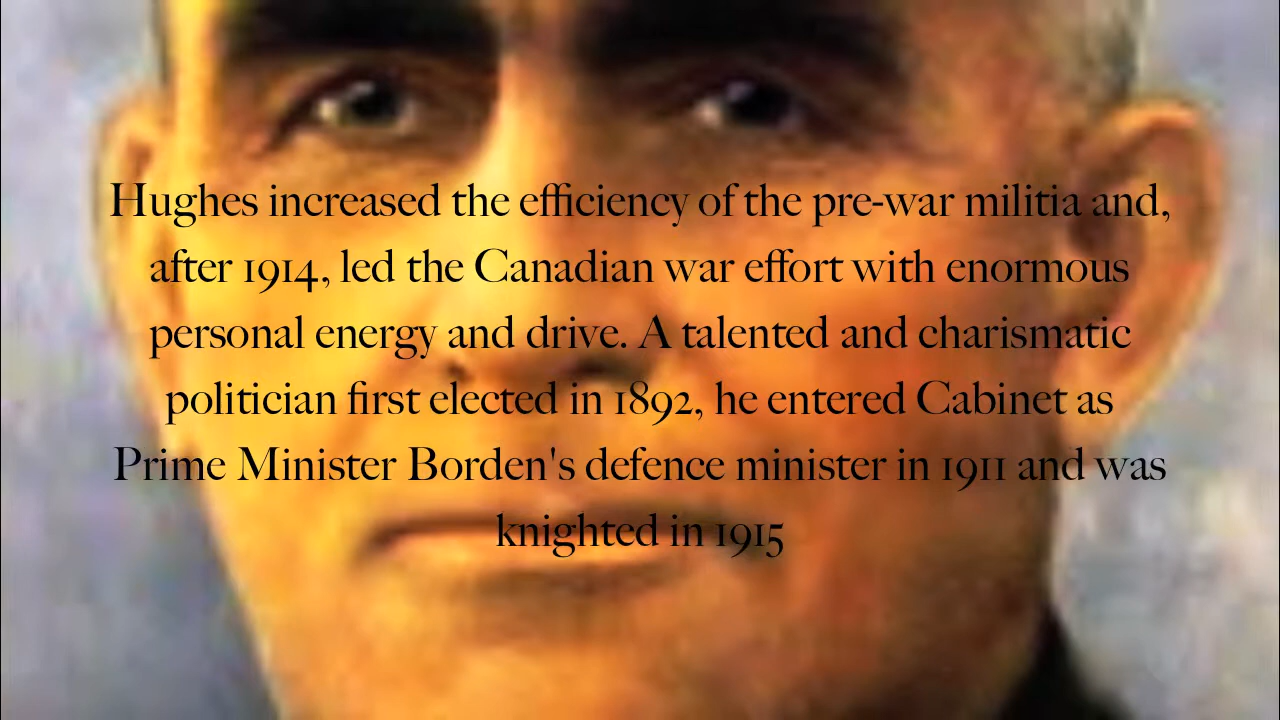 Hughes increased the efficiency of the pre-war militia and,
after 1914, led the Canadian war effort with enormous
personal energy and drive. A talented and charismatic
politician first elected in 1892, he entered Cabinet as
Prime Minister Borden's defence minister in 1911 and was
knighted in 1915